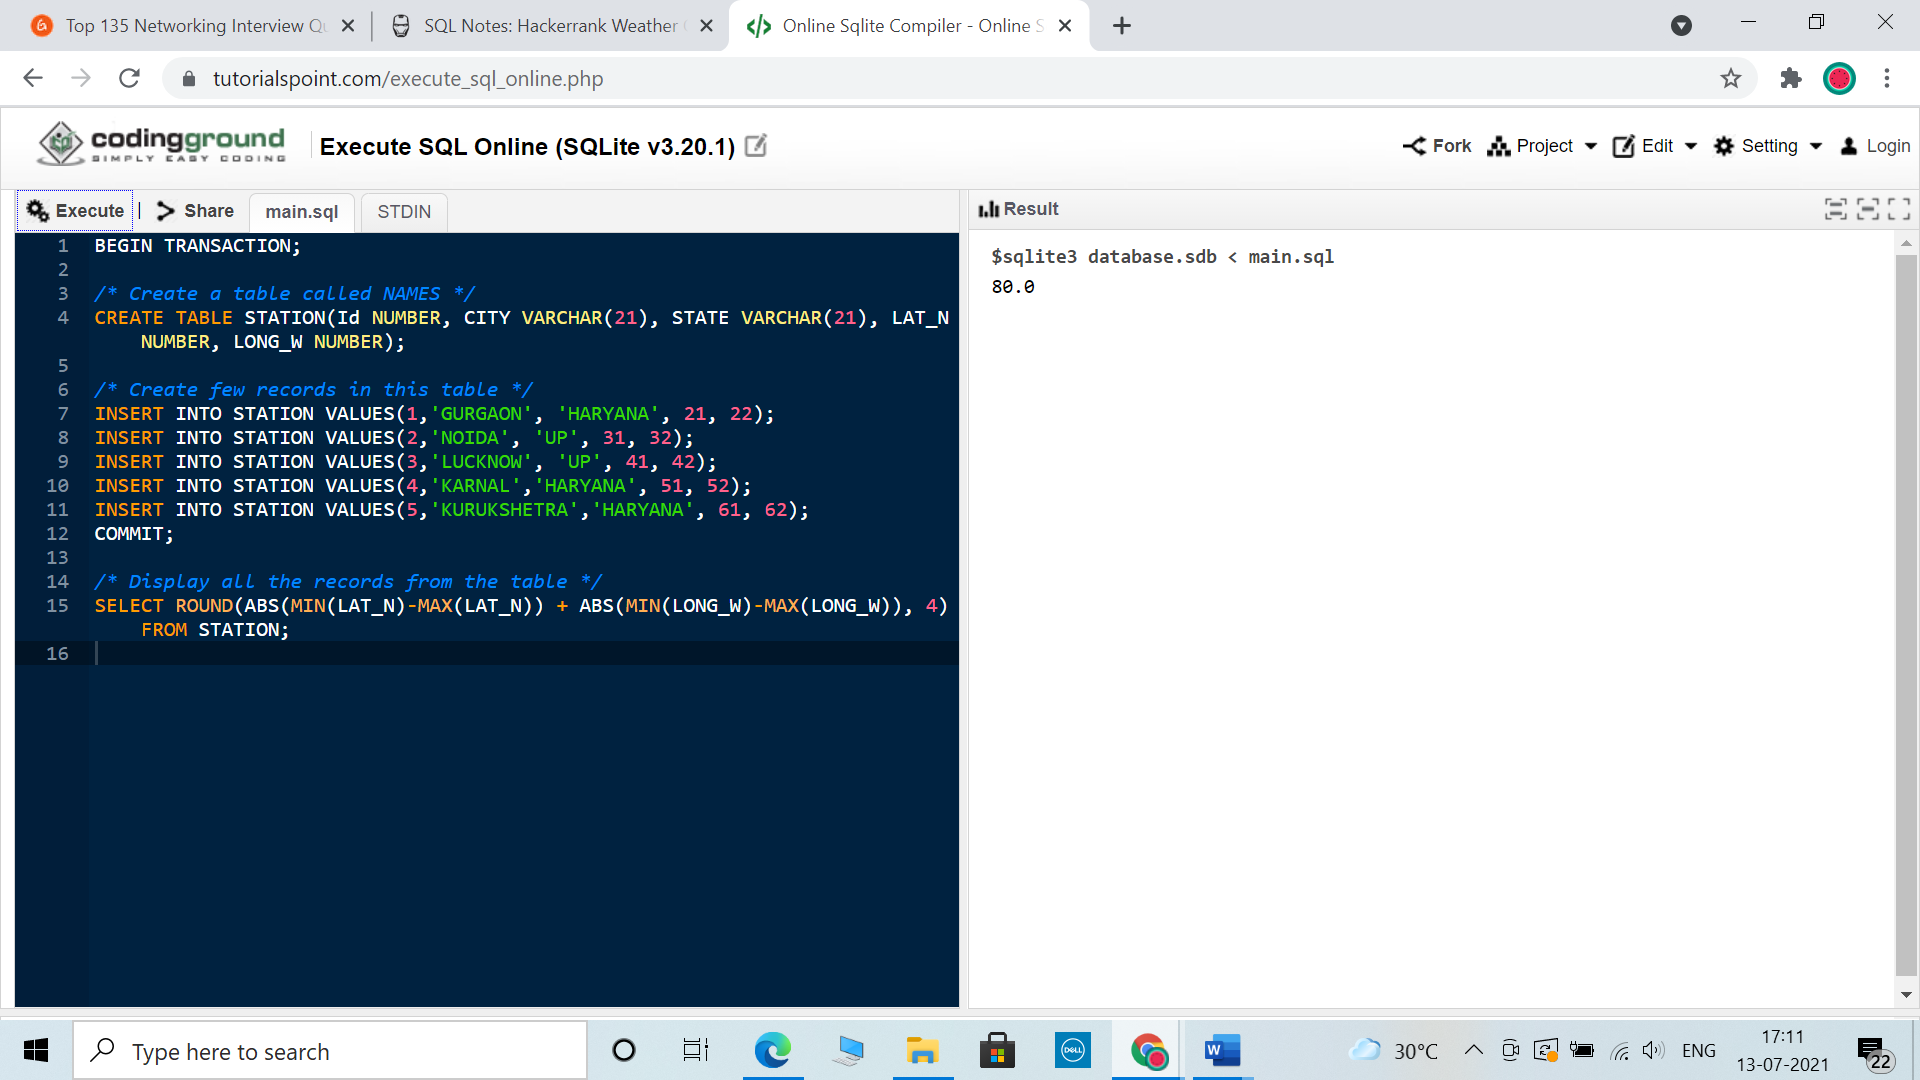 Top 135 Networking Interview Qu
SQL Notes: Hackerrank Weather
Online Sqlite Compiler - Online S
tutorialspoint.com/execute_sql_online.php
codingground
SIMPLY EASY CODING
Execute SQL Online (SQLite v3.20.1)
Fork Project Edit Setting Login
Execute | Share main.sql STDIN
Result
1 BEGIN TRANSACTION;
2
3 /* Create a table called NAMES */
4 CREATE TABLE STATION(Id NUMBER, CITY VARCHAR(21), STATE VARCHAR(21), LAT_N
NUMBER, LONG_W NUMBER);
5
6 /* Create few records in this table */
7 INSERT INTO STATION VALUES(1,'GURGAON', 'HARYANA', 21, 22);
8 INSERT INTO STATION VALUES(2,'NOIDA', 'UP', 31, 32);
9 INSERT INTO STATION VALUES(3,'LUCKNOW', 'UP', 41, 42);
10 INSERT INTO STATION VALUES(4,'KARNAL','HARYANA', 51, 52);
11 INSERT INTO STATION VALUES(5,'KURUKSHETRA','HARYANA', 61, 62);
12 COMMIT;
13
14 /* Display all the records from the table */
15 SELECT ROUND(ABS(MIN(LAT_N)-MAX(LAT_N)) + ABS(MIN(LONG_W)-MAX(LONG_W)), 4)
FROM STATION;
16
$sqlite3 database.sdb < main.sql
80.0
Type here to search
DELL
W
30°C
ENG
17:11
13-07-2021
22